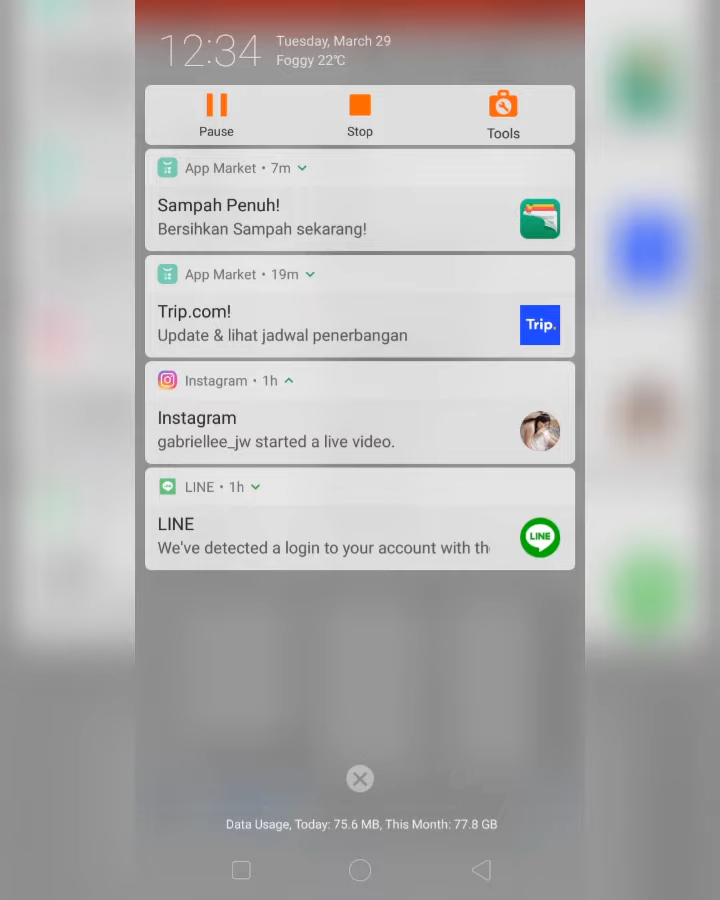 12:34
Tuesday, March 29
Foggy 22℃
Pause
Stop
Tools
App Market • 7m
Sampah Penuh!
Bersihkan Sampah sekarang!
App Market • 19m
Trip.com!
Update & lihat jadwal penerbangan
Trip.
Instagram • 1h
Instagram
gabriellee_jw started a live video.
LINE • 1h
LINE
We've detected a login to your account with th
LINE
Data Usage, Today: 75.6 MB, This Month: 77.8 GB